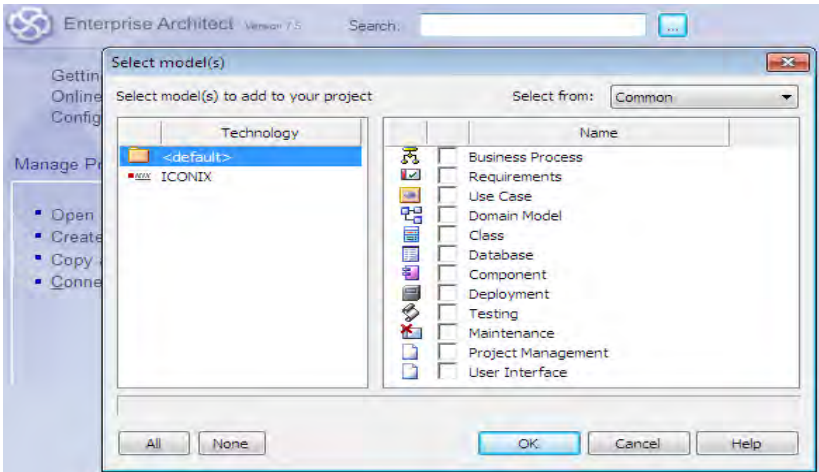 Enterprise Architect Version 7.5 Search: ...
Select model(s)
Gettin
Online
Config
Select model(s) to add to your project Select from: Common
Technology Name
<default>
ICONIX
Business Process
Requirements
Use Case
Domain Model
Class
Database
Component
Deployment
Testing
Maintenance
Project Management
User Interface
Manage Pr
Open
Create
Copy
Conne
All None OK Cancel Help